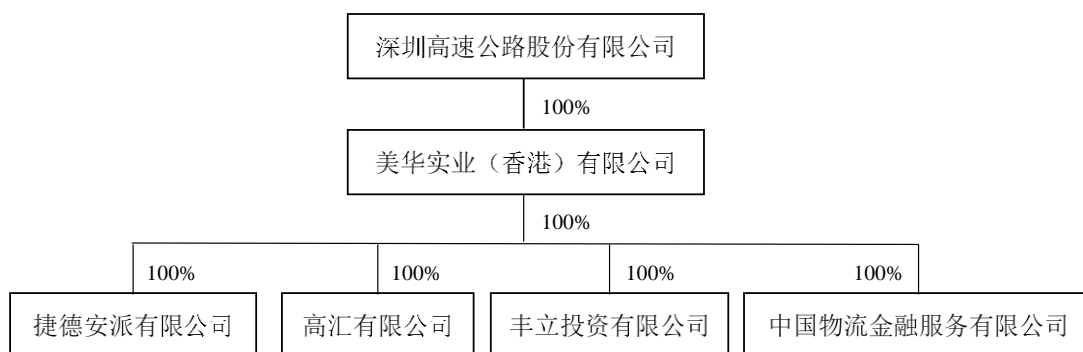 深圳高速公路股份有限公司
100%
美华实业（香港）有限公司
100%
100%
100%
100%
100%
捷德安派有限公司
高汇有限公司
丰立投资有限公司
中国物流金融服务有限公司